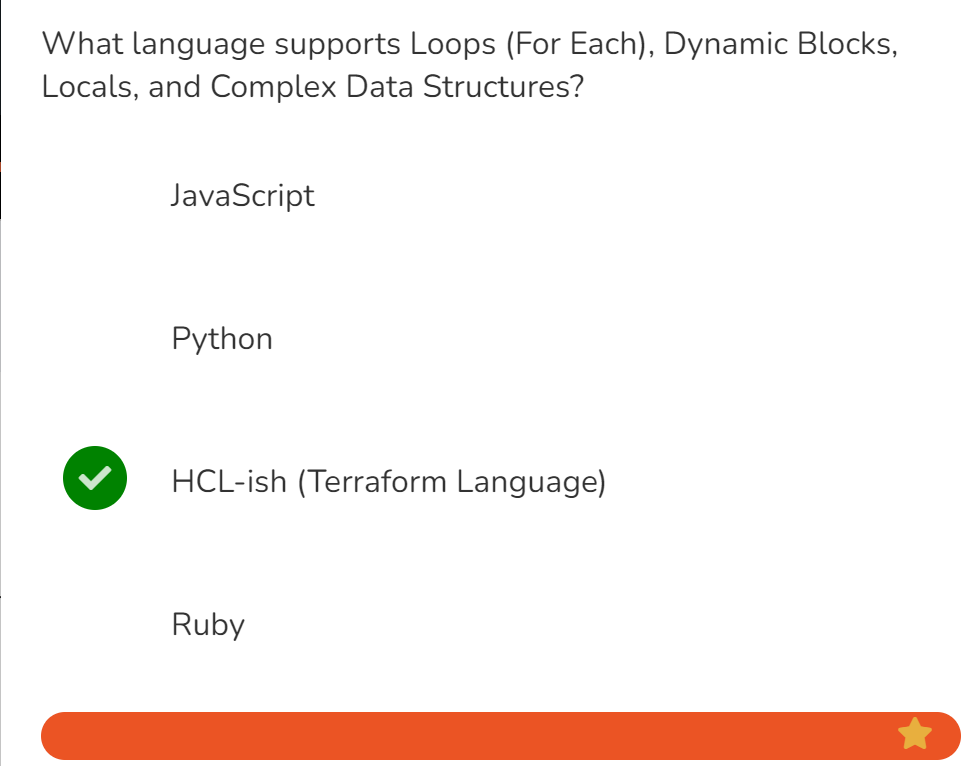 What language supports Loops (For Each), Dynamic Blocks,
Locals, and Complex Data Structures?
JavaScript
Python
HCL-ish (Terraform Language)
Ruby